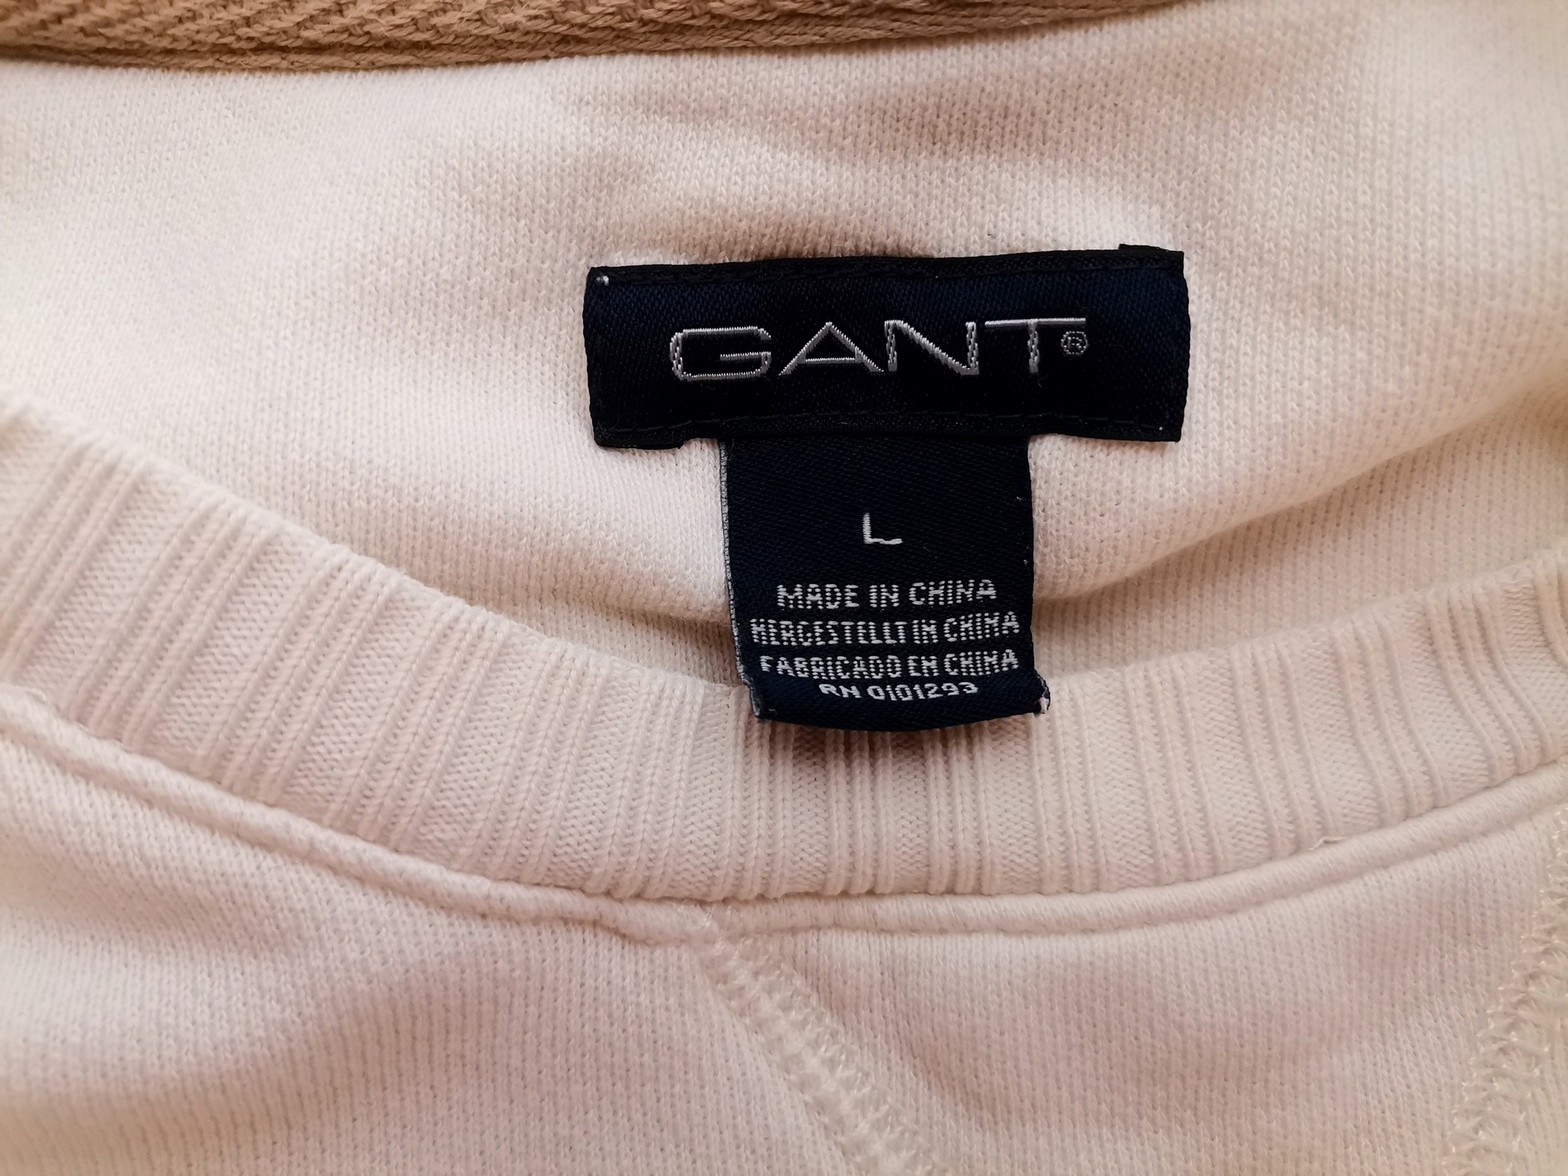 GANT®
L
MADE IN CHINA
HERGESTELLT IN CHINA
FABRICADO EN CHINA
RN 0101293